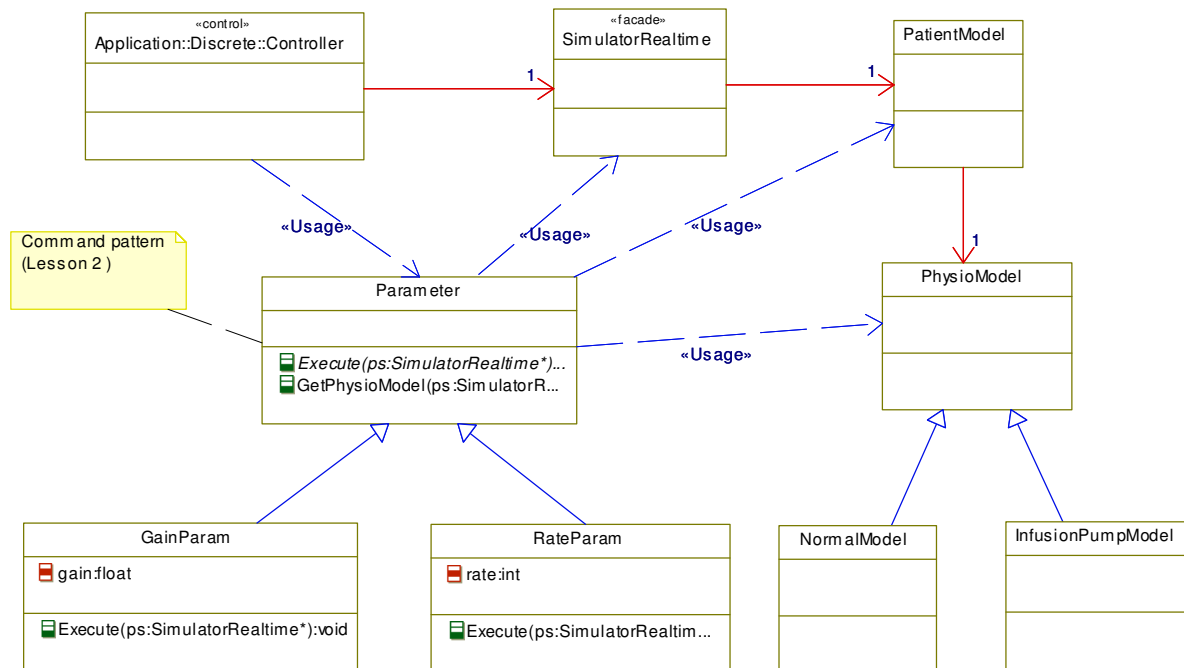 «control»
Application::Discrete::Controller
«facade»
SimulatorRealtime
PatientModel
1
1
«Usage»
«Usage»
«Usage»
1
Command pattern
(Lesson 2 )
Parameter
Execute(ps:SimulatorRealtime*)...
GetPhysioModel(ps:SimulatorR...
PhysioModel
«Usage»
GainParam
gain:float
Execute(ps:SimulatorRealtime*):void
RateParam
rate:int
Execute(ps:SimulatorRealtim...
NormalModel
InfusionPumpModel